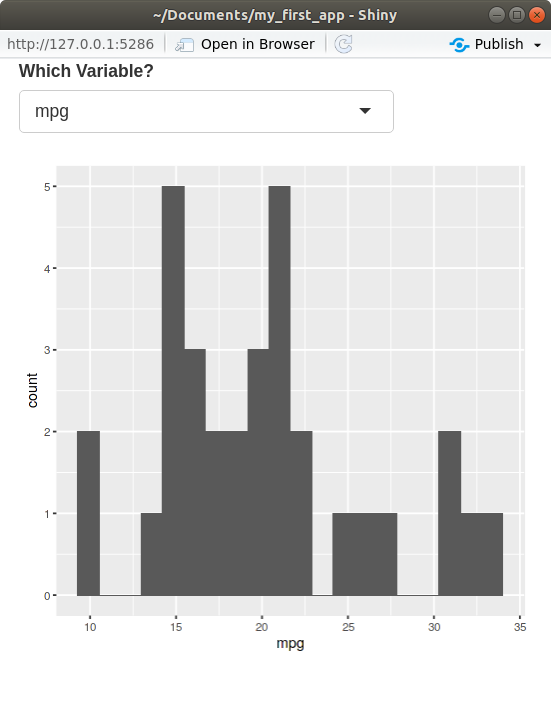 ~/Documents/my_first_app - Shiny
http://127.0.0.1:5286 Open in Browser Publish
Which Variable?
mpg
5
4
3
2
1
0
count
10 15 20 25 30 35
mpg